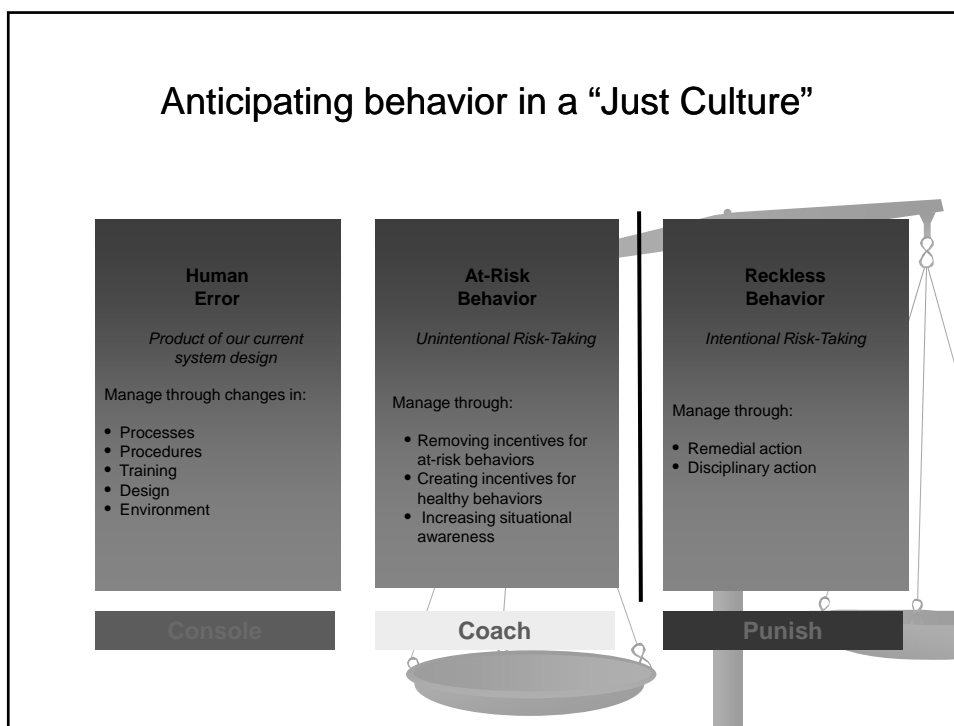 Anticipating behavior in a “Just Culture”
Human
Error
Product of our current
system design
Manage through changes in:
• Processes
• Procedures
• Training
• Design
• Environment
Console
At-Risk
Behavior
Unintentional Risk-Taking
Manage through:
• Removing incentives for
at-risk behaviors
• Creating incentives for
healthy behaviors
• Increasing situational
awareness
Coach
Reckless
Behavior
Intentional Risk-Taking
Manage through:
• Remedial action
• Disciplinary action
Punish